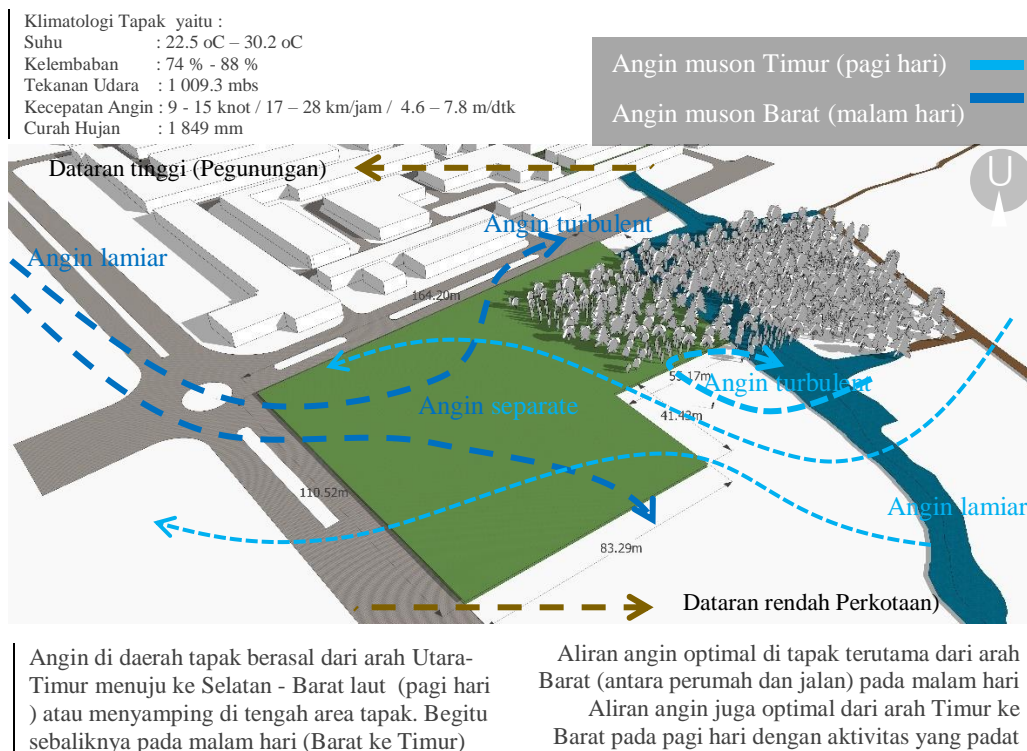 Klimatologi Tapak  yaitu :
Suhu : 22.5 oC – 30.2 oC
Kelembaban : 74 % - 88 %
Tekanan Udara : 1 009.3 mbs
Kecepatan Angin : 9 - 15 knot / 17 – 28 km/jam / 4.6 – 7.8 m/dtk
Curah Hujan : 1 849 mm
Angin muson Timur (pagi hari)
Angin muson Barat (malam hari)
U
Dataran tinggi (Pegunungan)
Angin turbulent
Angin lamiar
164.20m
Angin turbulent
Angin separate
41.42m
110.52m
Angin lamiar
83.29m
Dataran rendah Perkotaan)
Angin di daerah tapak berasal dari arah Utara-
Timur menuju ke Selatan - Barat laut (pagi hari
) atau menyamping di tengah area tapak. Begitu
sebaliknya pada malam hari (Barat ke Timur)
Aliran angin optimal di tapak terutama dari arah
Barat (antara perumah dan jalan) pada malam hari
Aliran angin juga optimal dari arah Timur ke
Barat pada pagi hari dengan aktivitas yang padat